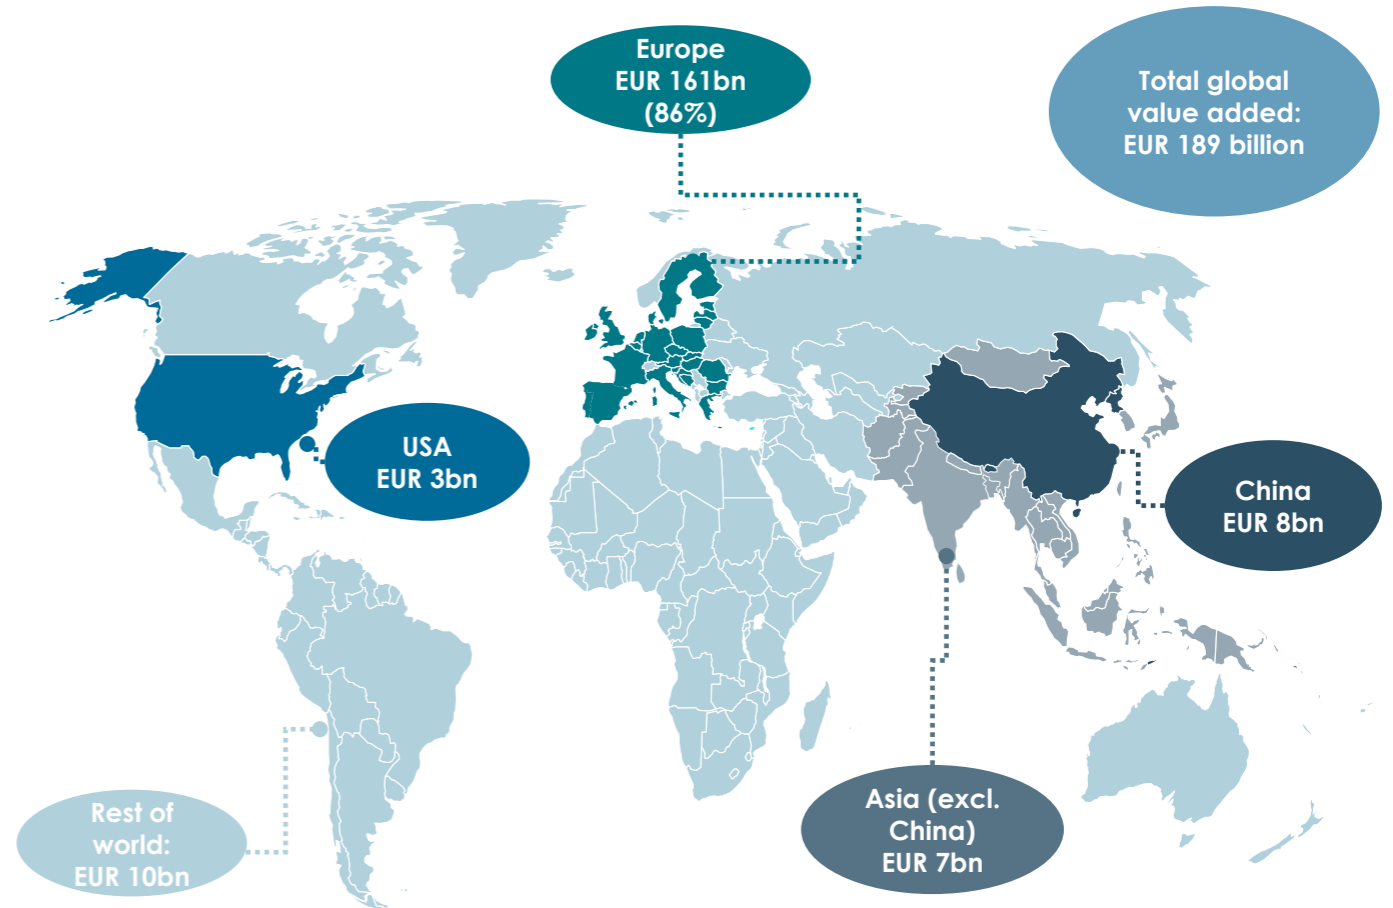 Europe
EUR 161bn
(86%)
Total global
value added:
EUR 189 billion
USA
EUR 3bn
China
EUR 8bn
Rest of
world:
EUR 10bn
Asia (excl.
China)
EUR 7bn